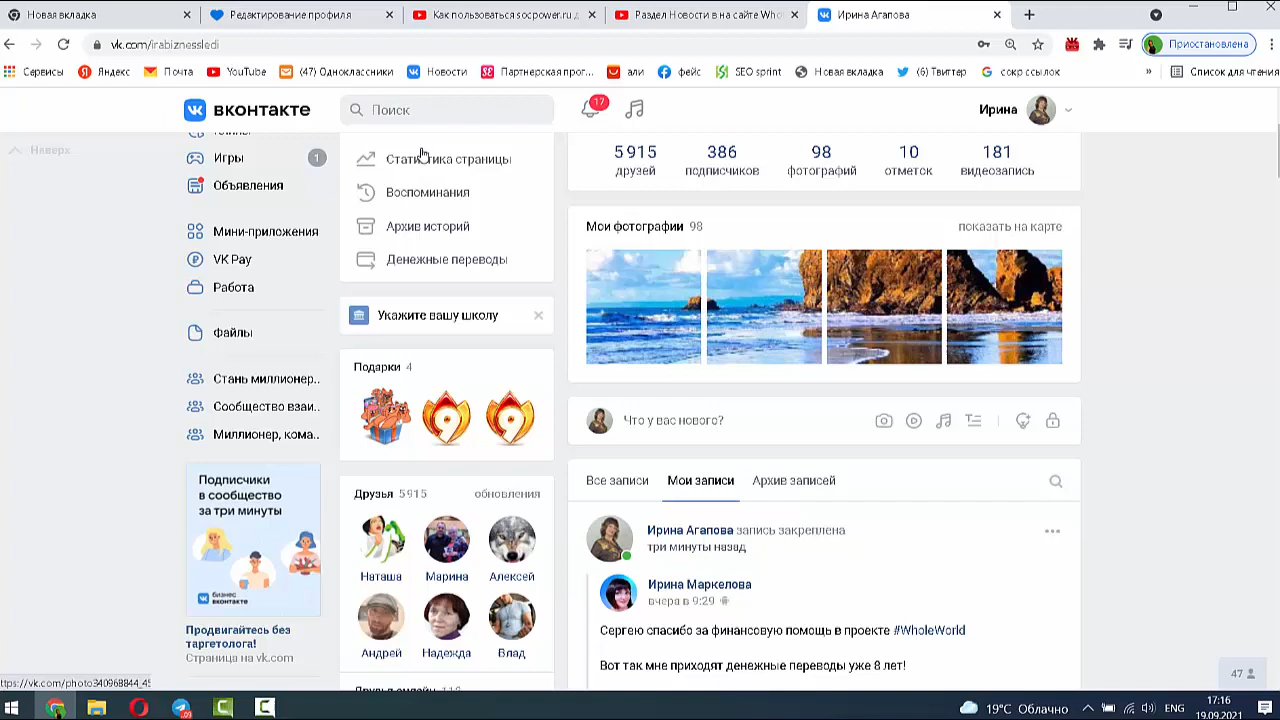 Новая вкладка
Редактирование профиля
Как пользоваться socpower.ru д
Раздел Новости в на сайте Who
Ирина Агапова
vk.com/irabiznessledi
Приостановлена
Сервисы
Яндекс
Почта
YouTube
(47) Одноклассники
Новости
Партнерская прог...
али
фейс
SEO sprint
Новая вкладка
(6) Твиттер
сокр ссылок
»
Список для чтения
вконтакте
Поиск
17
Ирина
Наверх
Игры
1
Объявления
Мини-приложения
VK Pay
Работа
Файлы
Стань миллионер..
Сообщество взаи..
Миллионер, кома..
Подписчики
в сообщество
за три минуты
бизнес
вконтакте
Продвигайтесь без
таргетолога!
Страница на vk.com
Статистика страницы
Воспоминания
Архив историй
Денежные переводы
Укажите вашу школу
Подарки 4
9
9
Друзья 5 915
обновления
Наташа
Марина
Алексей
Андрей
Надежда
Влад
5 915
386
98
10
181
друзей
подписчиков
фотографий
отметок
видеозапись
Мои фотографии 98
показать на карте
Что у вас нового?
Все записи
Мои записи
Архив записей
Ирина Агапова запись закреплена
три минуты назад
Ирина Маркелова
вчера в 9:29
Сергею спасибо за финансовую помощь в проекте #WholeWorld
Вот так мне приходят денежные переводы уже 8 лет!
47
19°C Облачно
ENG
17:16
19.09.2021